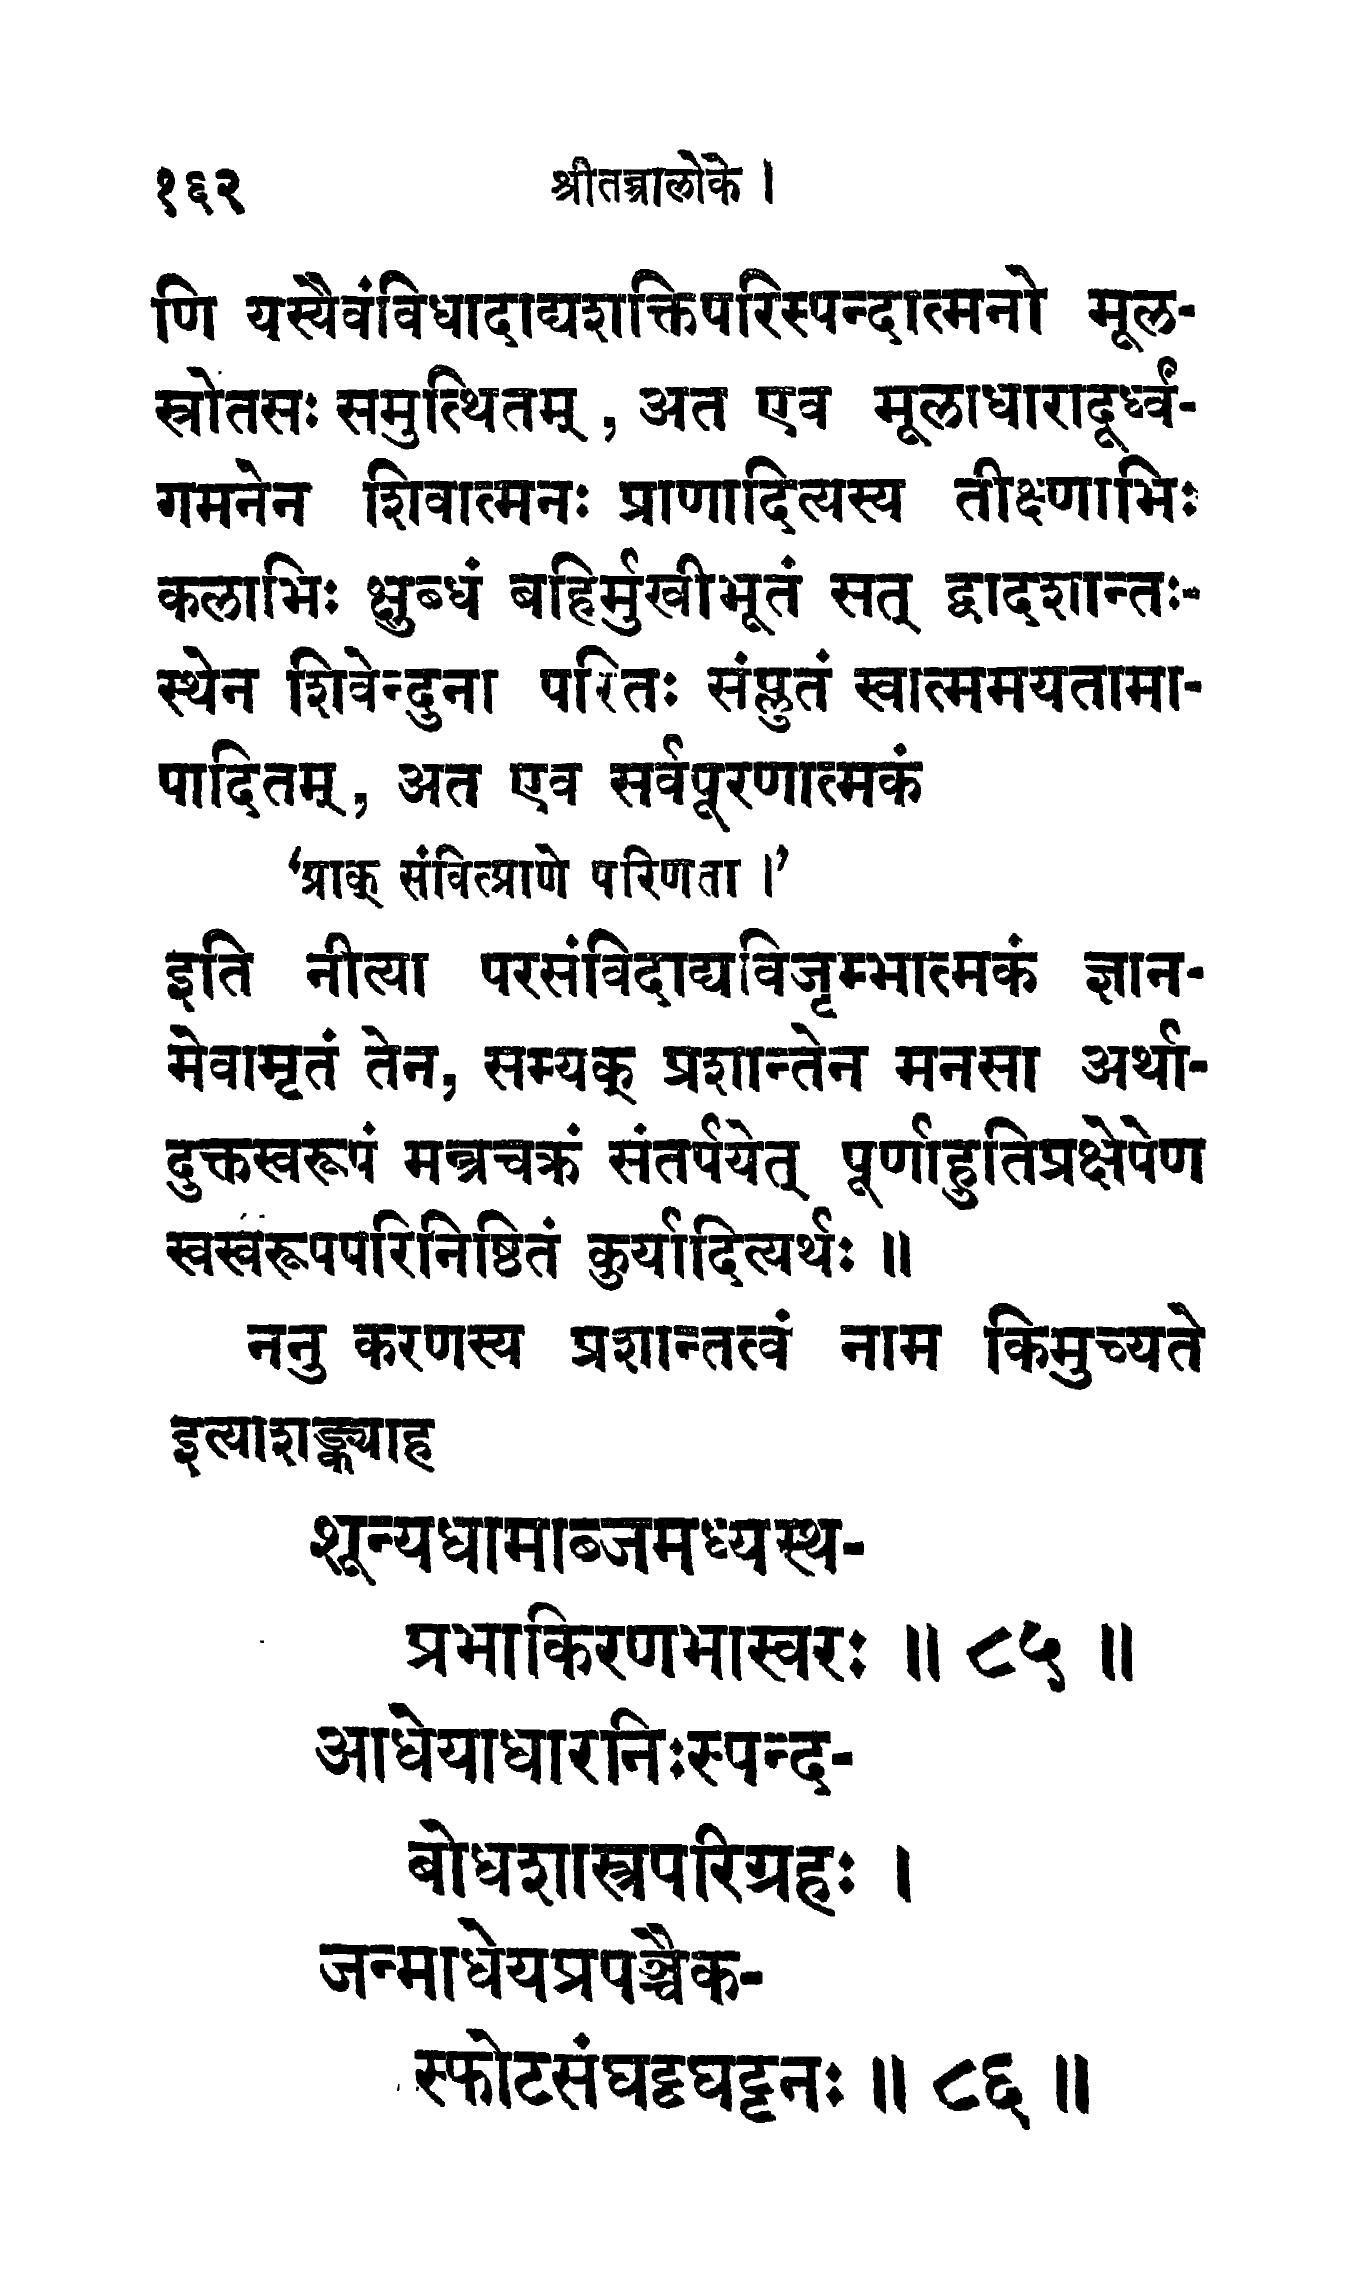 १६२ श्रीतन्त्रालोके ।
णि यस्यैवंविधादाद्यशक्तिपरिस्पन्दात्मनो मूल-
स्रोतसः समुत्थितम् , अत एव मूलाधारादूर्ध्व-
गमनेन शिवात्मनः प्राणादित्यस्य तीक्ष्णाभिः
कलाभिः क्षुब्धं बहिर्मुखीभूतं सत् द्वादशान्तः-
स्थेन शिवेन्दुना परितः संप्लुतं स्वात्ममयतामा-
पादितम् , अत एव सर्वपूरणात्मकं
‘प्राक् संवित्प्राणे परिणता ।’
इति नीत्या परसंविदाद्यविजृम्भात्मकं ज्ञान-
मेवामृतं तेन, सम्यक् प्रशान्तेन मनसा अर्था-
दुक्तस्वरूपं मन्त्रचक्रं संतर्पयेत् पूर्णाहुतिप्रक्षेपेण
स्वस्वरूपपरिनिष्ठितं कुर्यादित्यर्थः ॥
ननु करणस्य प्रशान्तत्वं नाम किमुच्यते
इत्याशङ्क्याह
शून्यधामाब्जमध्यस्थ-
प्रभाकिरणभास्वरः ॥ ८५ ॥
आधेयाधारनिःस्पन्द-
बोधशास्त्रपरिग्रहः ।
जन्माधेयप्रपञ्चैक-
स्फोटसंघट्टघट्टनः ॥ ८६ ॥